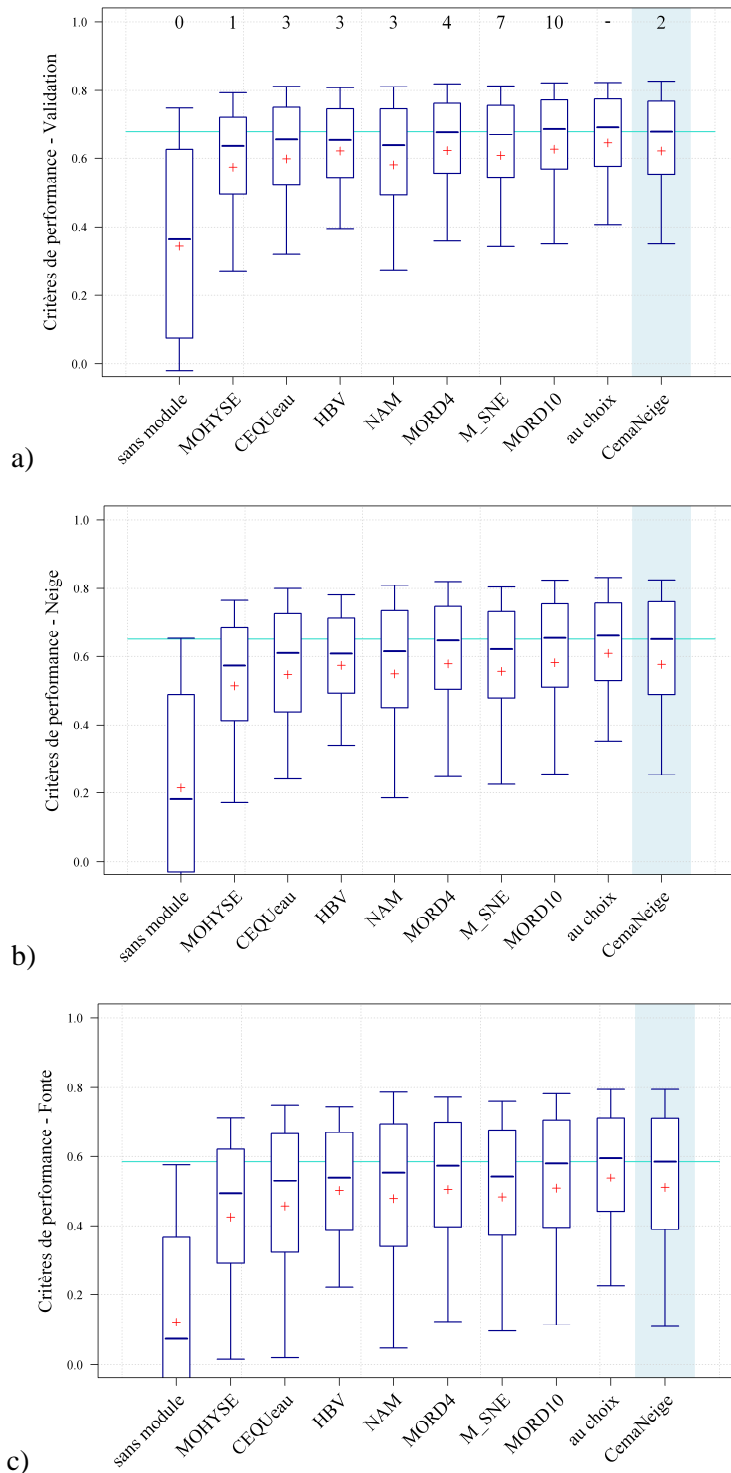 0 1 3 3 3 4 7 10 - 2
1.0
0.8
0.6
0.4
0.2
0.0
Critères de performance - Validation
sans module
MOHYSE
CEQUeau
HBV
NAM
MORD4
M_SNE
MORD10
au choix
CemaNeige
a)
1.0
0.8
0.6
0.4
0.2
0.0
Critères de performance - Neige
sans module
MOHYSE
CEQUeau
HBV
NAM
MORD4
M_SNE
MORD10
au choix
CemaNeige
b)
1.0
0.8
0.6
0.4
0.2
0.0
Critères de performance - Fonte
sans module
MOHYSE
CEQUeau
HBV
NAM
MORD4
M_SNE
MORD10
au choix
CemaNeige
c)